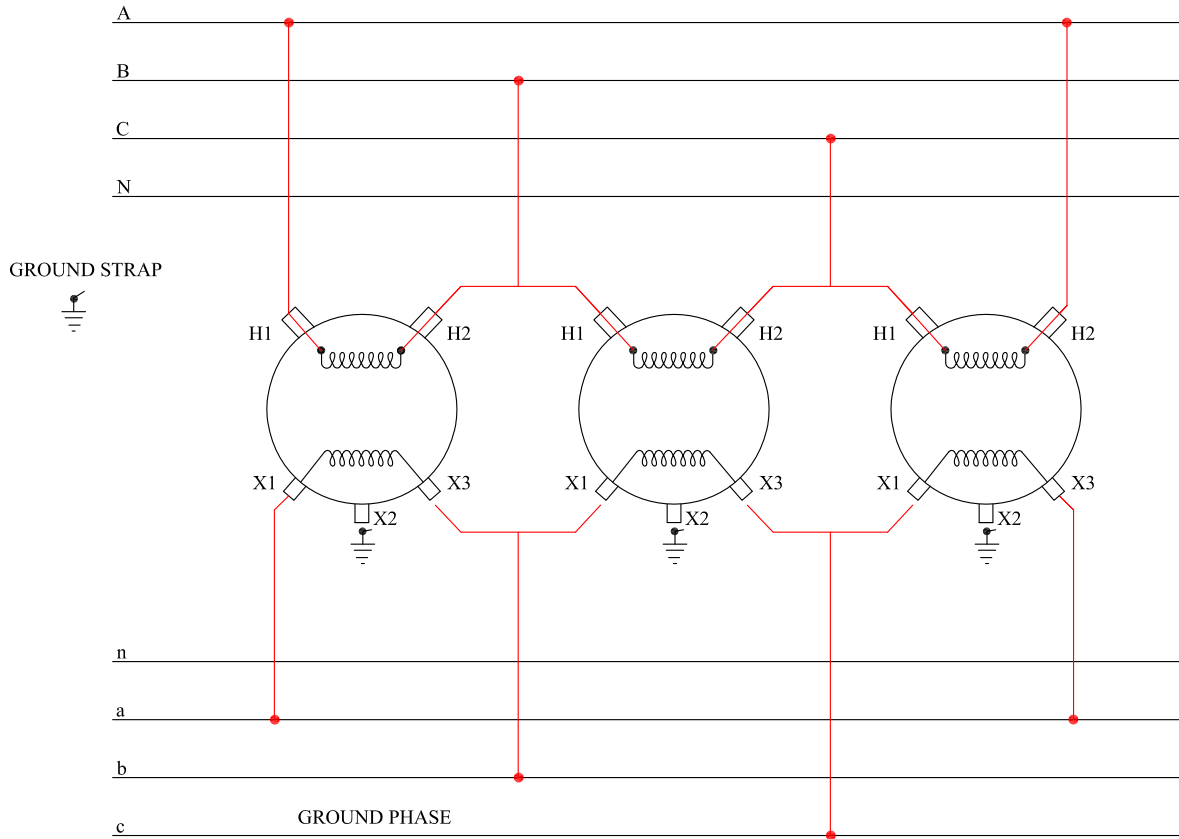 A
B
C
N
GROUND STRAP
H1 H2 H1 H2 H1 H2
X1 X3 X1 X3 X1 X3
X2 X2 X2
n
a
b
GROUND PHASE
c